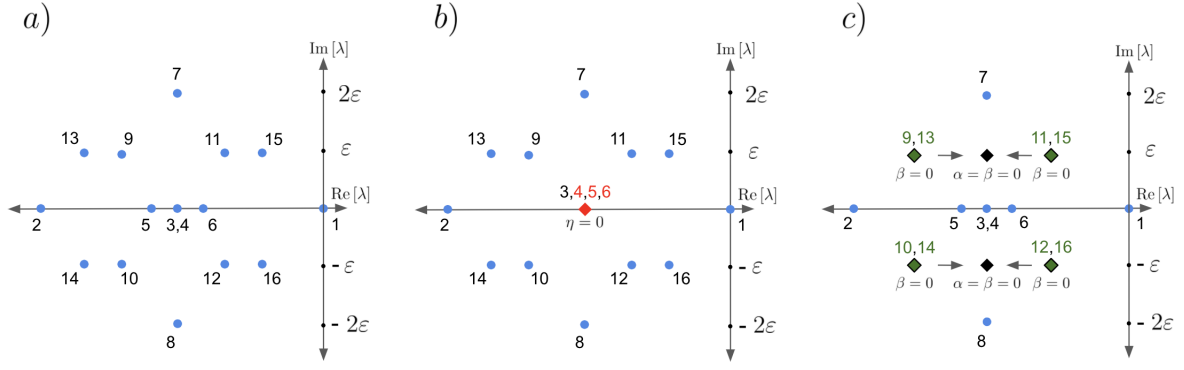 a)
Im [λ]
7
2ε
13 9 11 15
ε
Re [λ]
2 5 3,4 6 1
14 10 12 16
- ε
8
- 2ε
b)
Im [λ]
7
2ε
13 9 11 15
ε
3,4,5,6
Re [λ]
η = 0
2 1
14 10 12 16
- ε
8
- 2ε
c)
Im [λ]
7
2ε
9,13 11,15
ε
β = 0 α = β = 0 β = 0
Re [λ]
2 5 3,4 6 1
10,14 12,16
- ε
β = 0 α = β = 0 β = 0
8
- 2ε